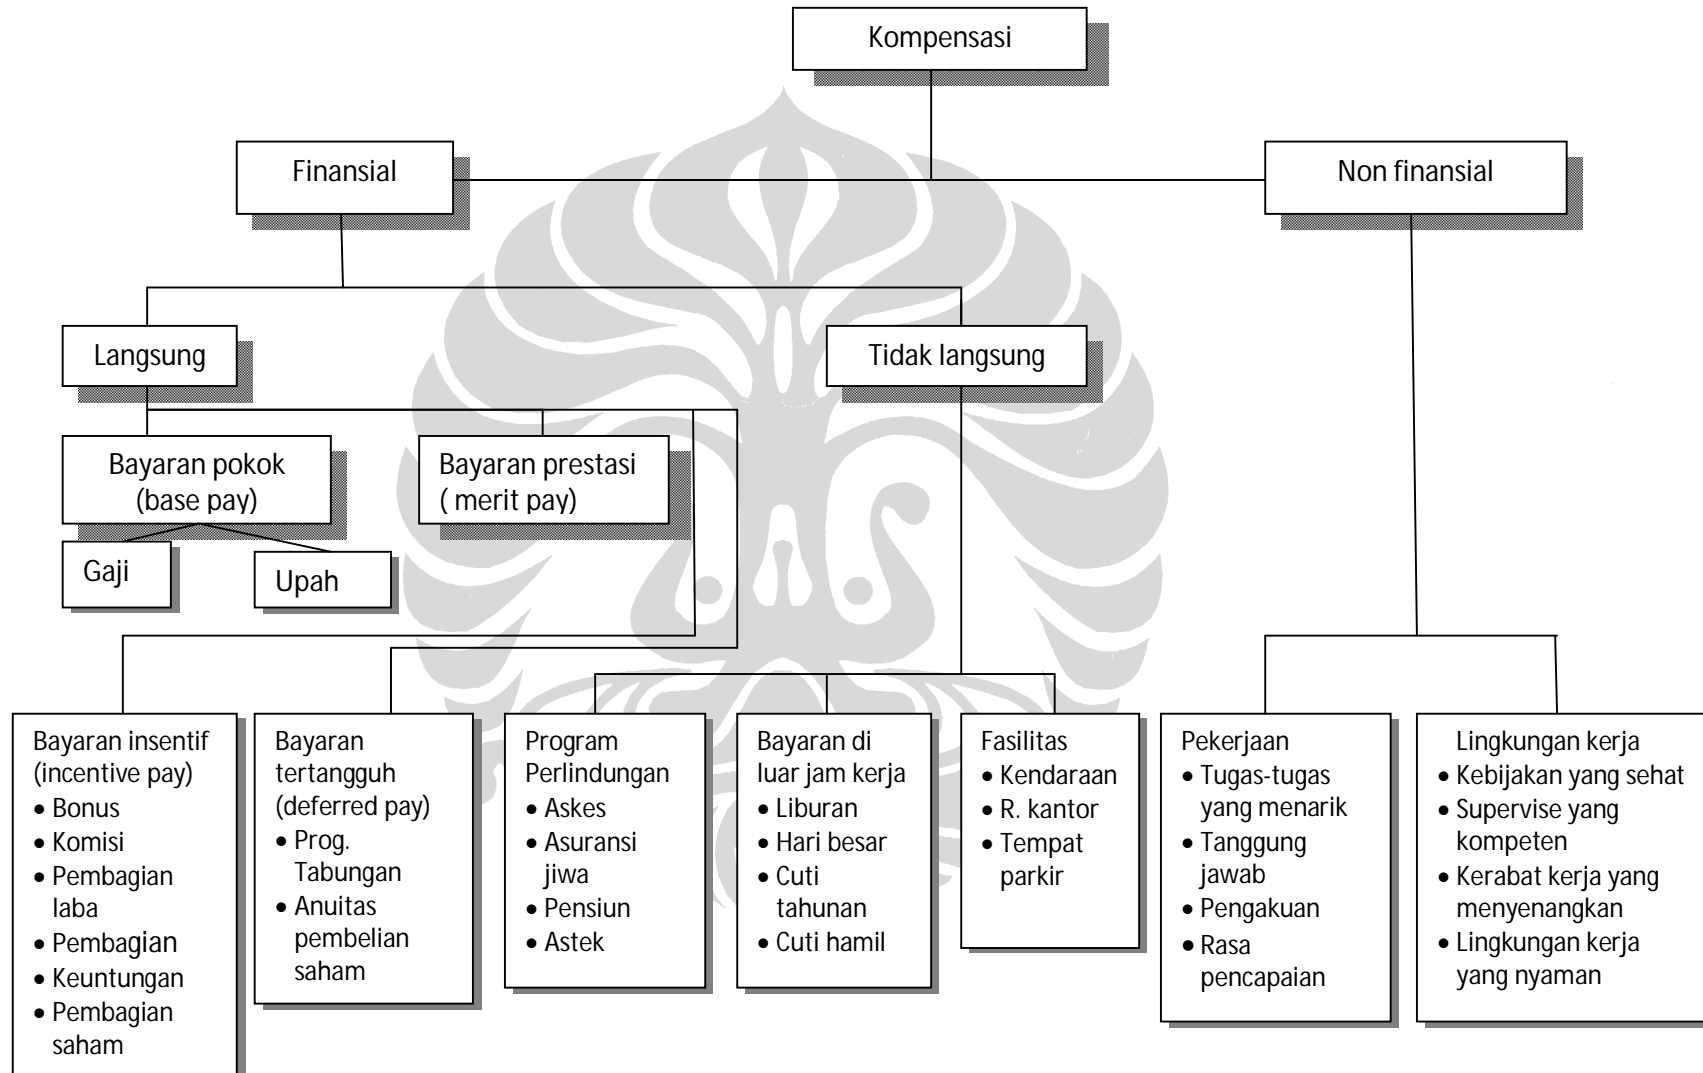 Kompensasi
Finansial
Non finansial
Langsung
Tidak langsung
Bayaran pokok
(base pay)
Bayaran prestasi
( merit pay)
Gaji
Upah
Bayaran insentif
(incentive pay)
• Bonus
• Komisi
• Pembagian
laba
• Pembagian
• Keuntungan
• Pembagian
saham
Bayaran
tertangguh
(deferred pay)
• Prog.
Tabungan
• Anuitas
pembelian
saham
Program
Perlindungan
• Askes
• Asuransi
jiwa
• Pensiun
• Astek
Bayaran di
luar jam kerja
• Liburan
• Hari besar
• Cuti
tahunan
• Cuti hamil
Fasilitas
• Kendaraan
• R. kantor
• Tempat
parkir
Pekerjaan
• Tugas-tugas
yang menarik
• Tanggung
jawab
• Pengakuan
• Rasa
pencapaian
Lingkungan kerja
• Kebijakan yang sehat
• Supervise yang
kompeten
• Kerabat kerja yang
menyenangkan
• Lingkungan kerja
yang nyaman